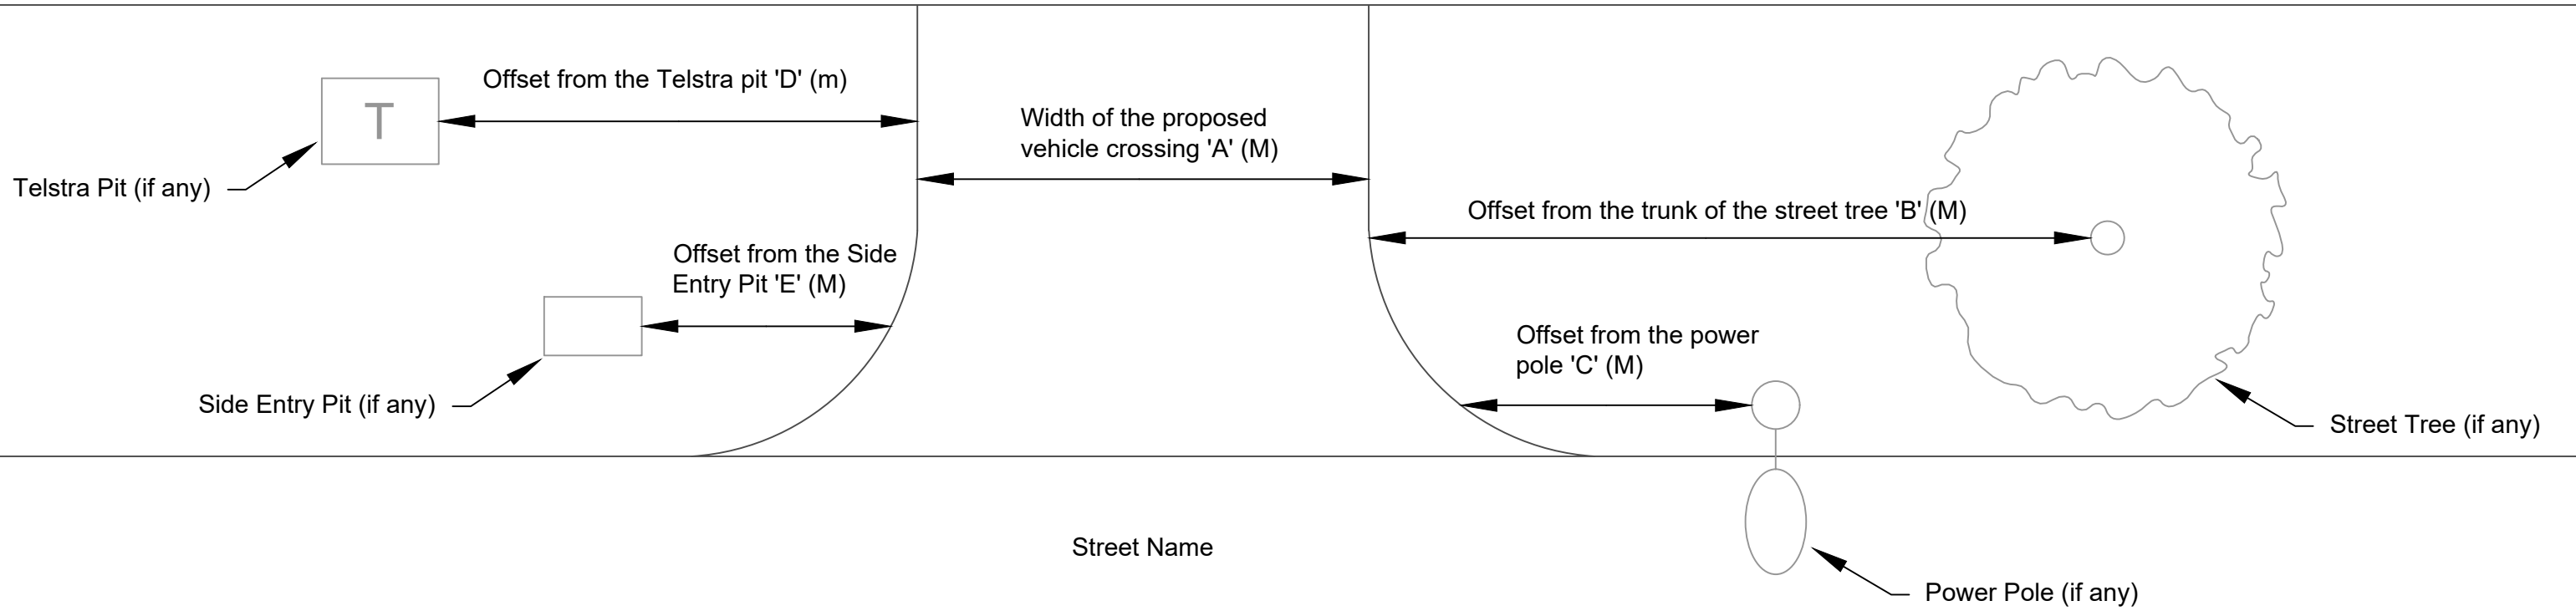 Offset from the Telstra pit 'D' (m)
T
Telstra Pit (if any)
Width of the proposed
vehicle crossing 'A' (M)
Offset from the trunk of the street tree 'B' (M)
Offset from the Side
Entry Pit 'E' (M)
Side Entry Pit (if any)
Offset from the power
pole 'C' (M)
Street Tree (if any)
Street Name
Power Pole (if any)